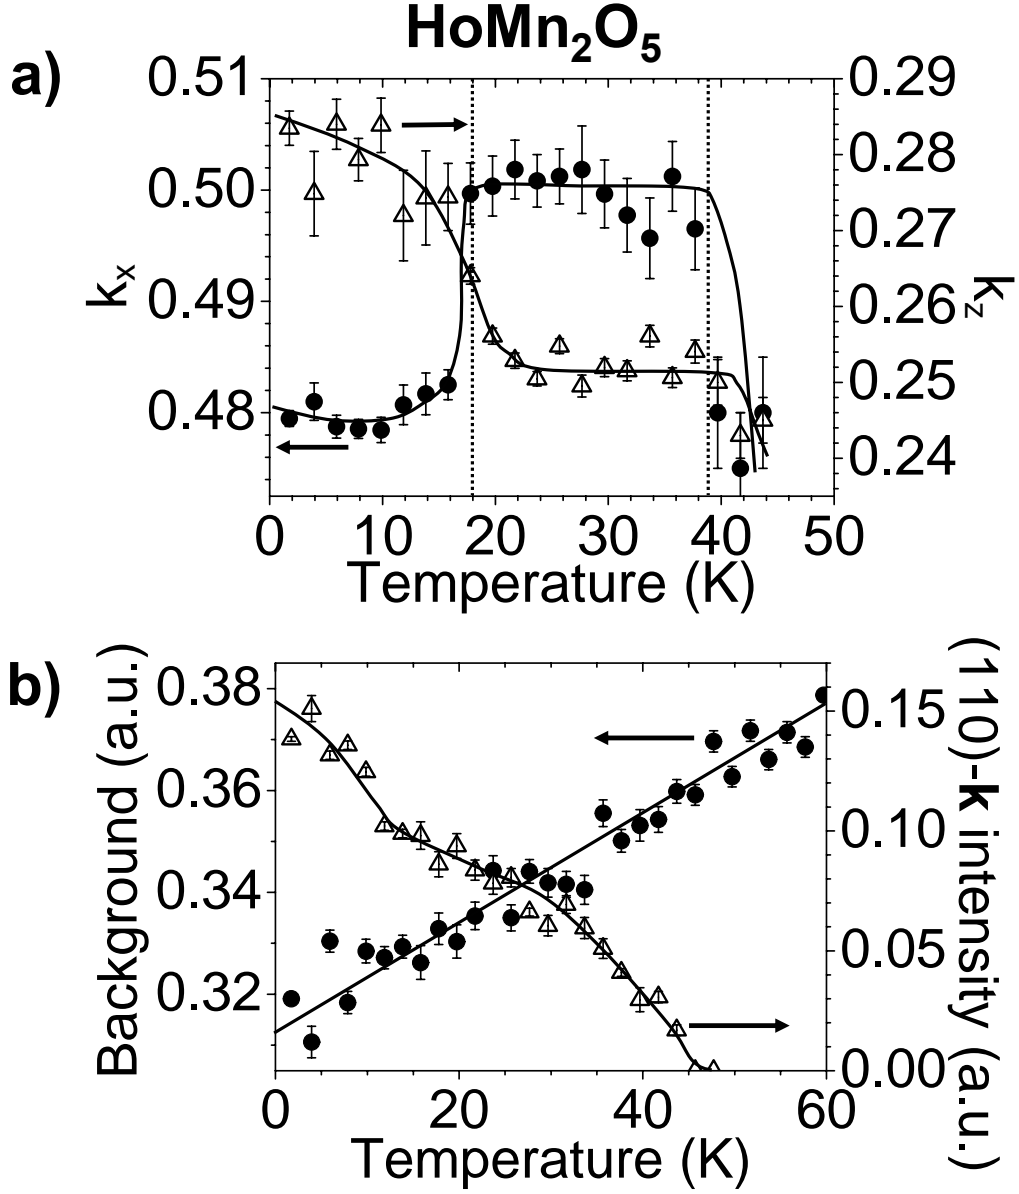 HoMn2O5
a)
0.51
0.50
0.49
0.48
kx
0.29
0.28
0.27
0.26
0.25
0.24
kz
0 10 20 30 40 50
Temperature (K)
b)
Background (a.u.)
0.38
0.36
0.34
0.32
0.15
0.10
0.05
0.00
(110)-k intensity (a.u.)
0 20 40 60
Temperature (K)